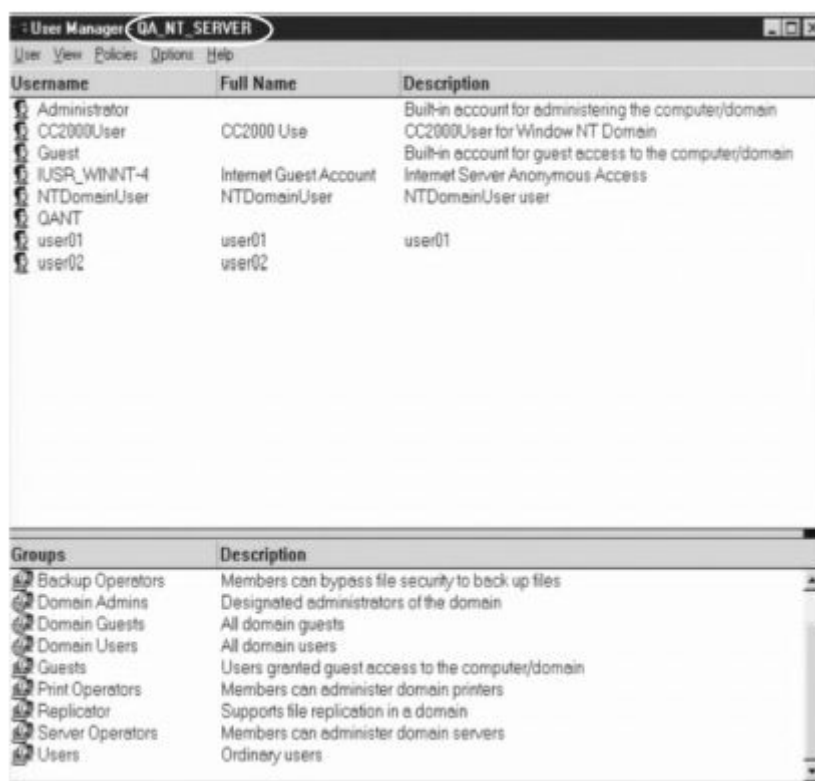 User Manager QA_NT_SERVER
User View Policies Options Help
Username Full Name Description
Administrator Built-in account for administering the computer/domain
CC2000User CC2000 Use CC2000User for Window NT Domain
Guest Built-in account for guest access to the computer/domain
IUSR_WINNT-4 Internet Guest Account Internet Server Anonymous Access
NTDomainUser NTDomainUser NTDomainUser user
QANT
user01 user01 user01
user02 user02
Groups Description
Backup Operators Members can bypass file security to back up files
Domain Admins Designated administrators of the domain
Domain Guests All domain guests
Domain Users All domain users
Guests Users granted guest access to the computer/domain
Print Operators Members can administer domain printers
Replicator Supports file replication in a domain
Server Operators Members can administer domain servers
Users Ordinary users